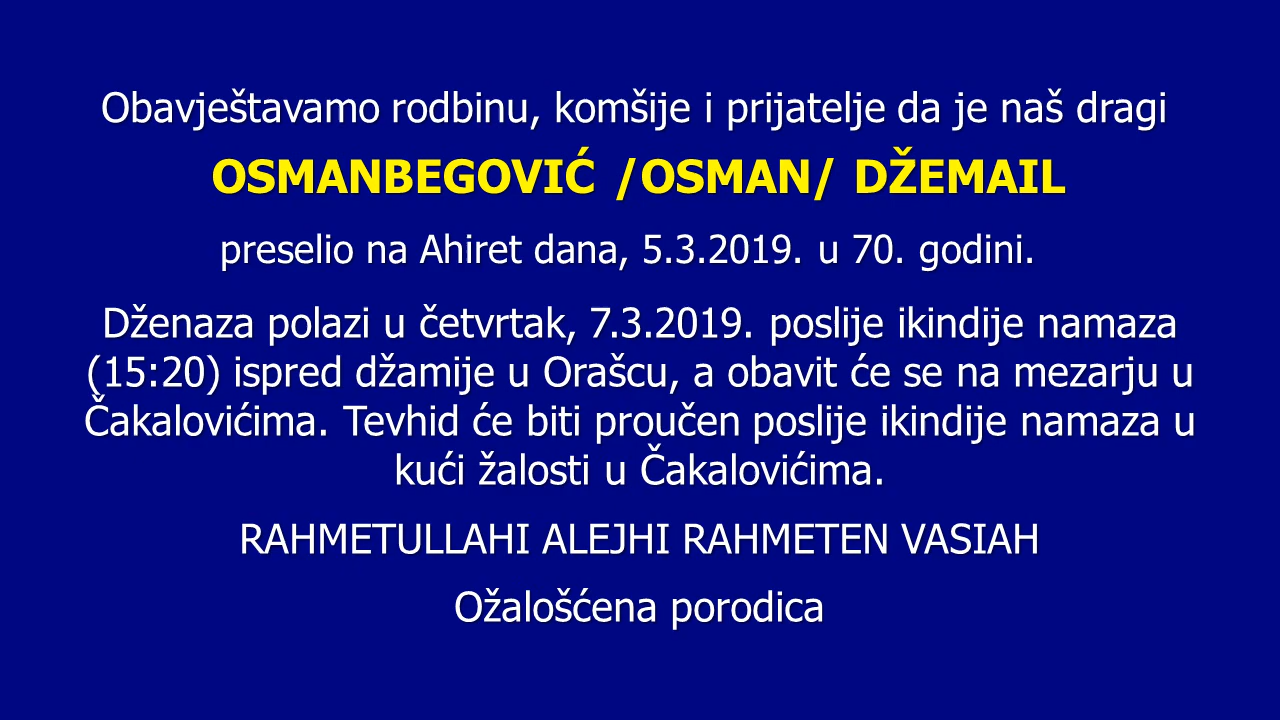 Obavještavamo rodbinu, komšije i prijatelje da je naš dragi
OSMANBEGOVIĆ /OSMAN/ DŽEMAIL
preselio na Ahiret dana, 5.3.2019. u 70. godini.
Dženaza polazi u četvrtak, 7.3.2019. poslije ikindije namaza
(15:20) ispred džamije u Orašcu, a obavit će se na mezarju u
Čakalovićima. Tevhid će biti proučen poslije ikindije namaza u
kući žalosti u Čakalovićima.
RAHMETULLAHI ALEJHI RAHMETEN VASIAH
Ožalošćena porodica